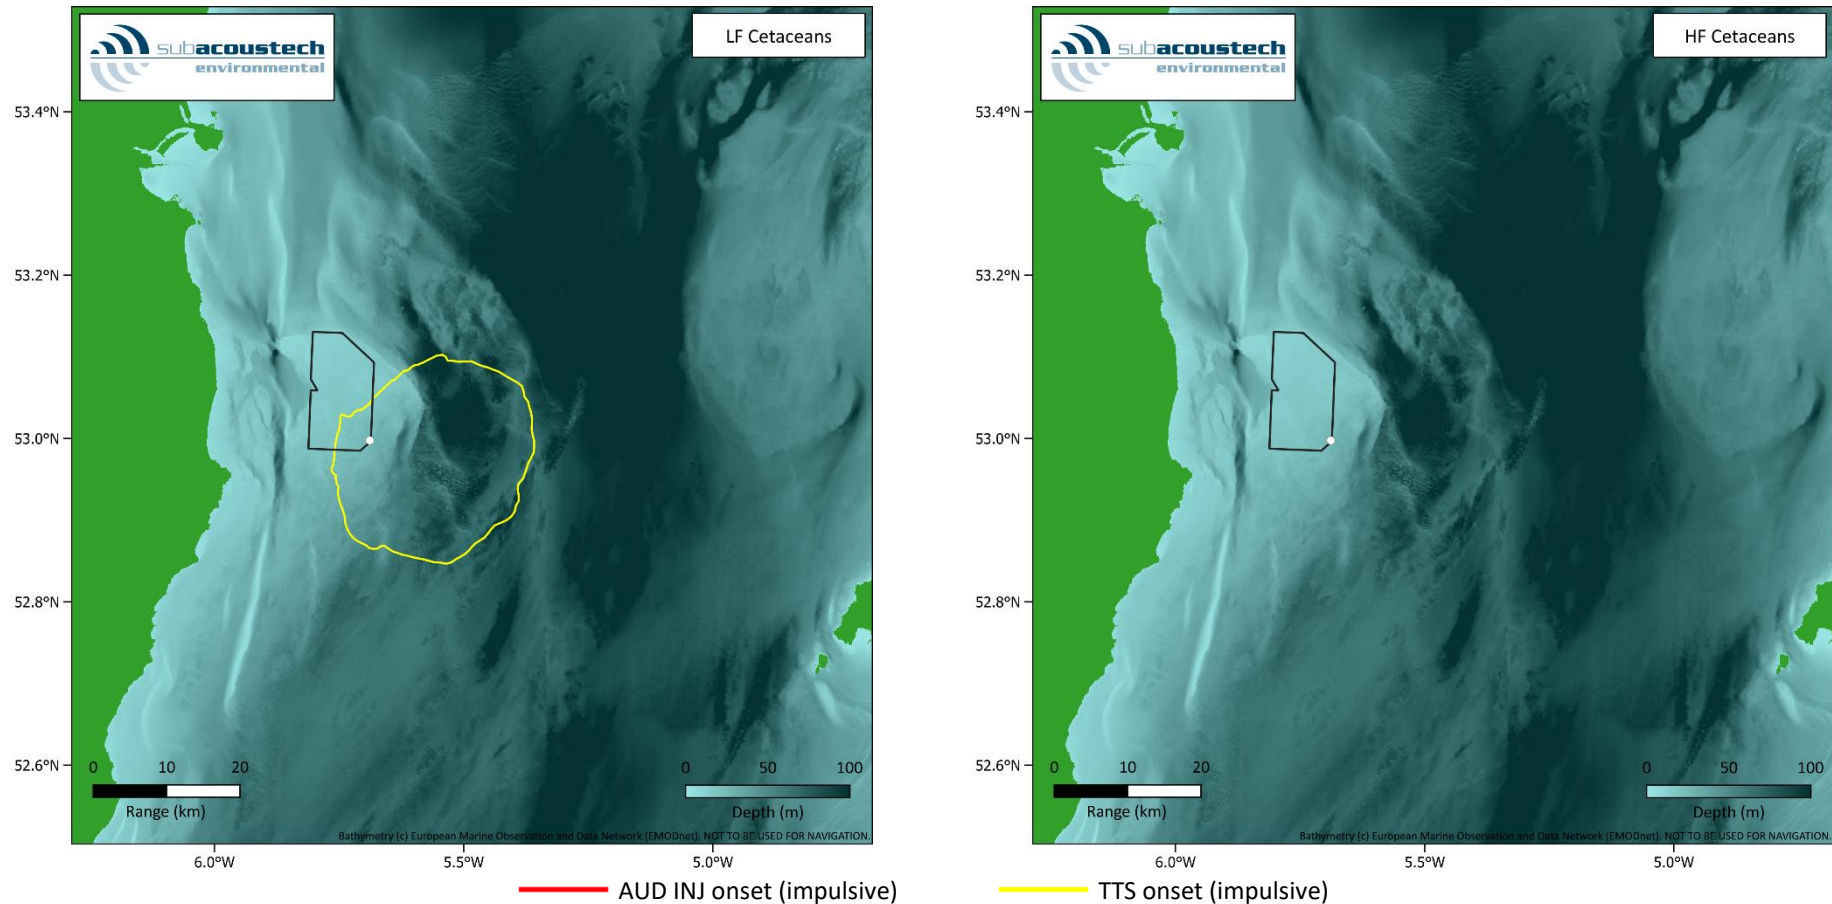 subacoustech
environmental
LF Cetaceans
53.4°N
53.2°N
53.0°N
52.8°N
52.6°N
0 10 20
Range (km)
0 50 100
Depth (m)
Bathymetry (c) European Marine Observation and Data Network (EMODnet). NOT TO BE USED FOR NAVIGATION.
6.0°W 5.5°W 5.0°W
subacoustech
environmental
HF Cetaceans
53.4°N
53.2°N
53.0°N
52.8°N
52.6°N
0 10 20
Range (km)
0 50 100
Depth (m)
Bathymetry (c) European Marine Observation and Data Network (EMODnet). NOT TO BE USED FOR NAVIGATION.
6.0°W 5.5°W 5.0°W
AUD INJ onset (impulsive) TTS onset (impulsive)